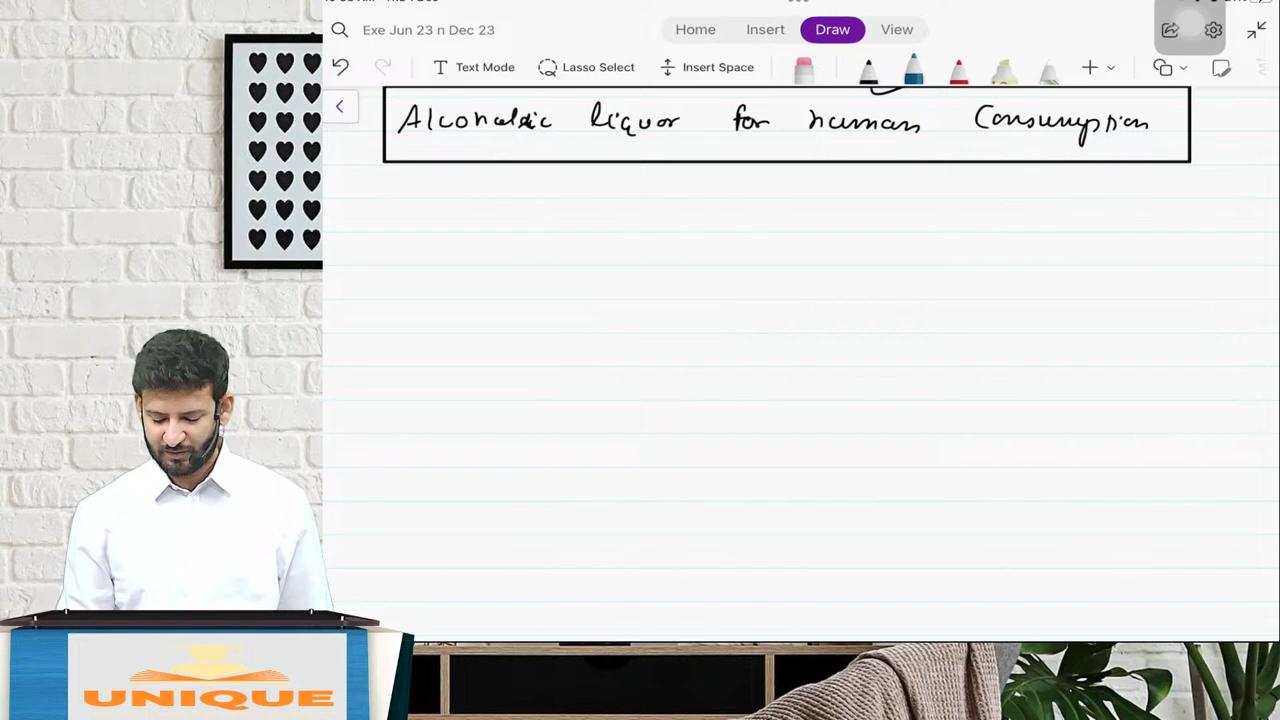 Exe Jun 23 n Dec 23
Home Insert Draw View
Text Mode Lasso Select Insert Space
Alcoholic liquor for human Consumption
UNIQUE